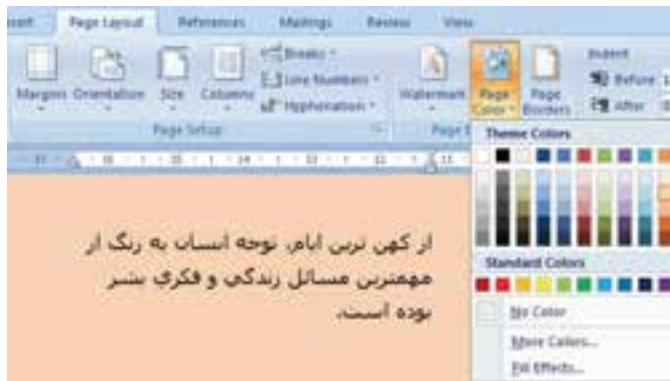 Page Layout References Mailings Review View
Breaks
Line Numbers
Hyphenation
Margins Orientation Size Columns
Watermark Page Color Page Borders
Indent
Before
After
Page Setup
Theme Colors
Standard Colors
No Color
More Colors...
Fill Effects...
از کهن ترین ایام، توجه انسان به رنگ از
مهمترین مسائل زندگی و فکری بشر
بوده است.